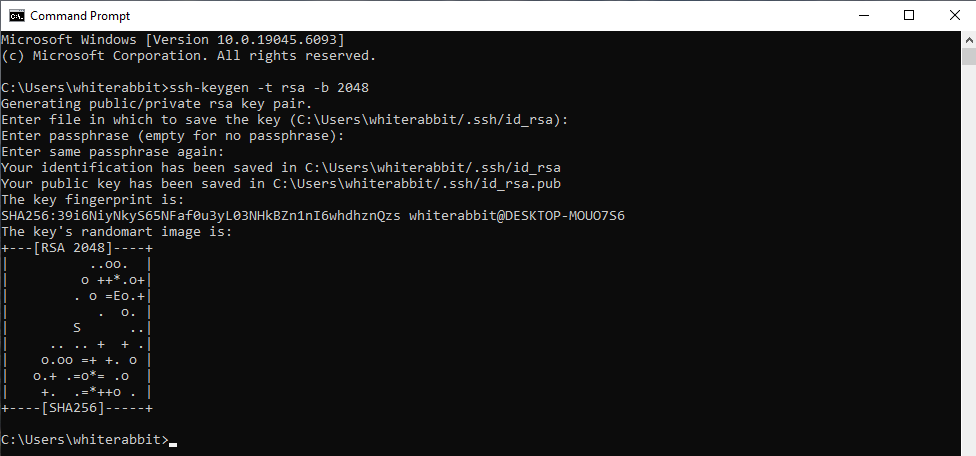 Command Prompt
Microsoft Windows [Version 10.0.19045.6093]
(c) Microsoft Corporation. All rights reserved.

C:\Users\whiterabbit>ssh-keygen -t rsa -b 2048
Generating public/private rsa key pair.
Enter file in which to save the key (C:\Users\whiterabbit/.ssh/id_rsa):
Enter passphrase (empty for no passphrase):
Enter same passphrase again:
Your identification has been saved in C:\Users\whiterabbit/.ssh/id_rsa
Your public key has been saved in C:\Users\whiterabbit/.ssh/id_rsa.pub
The key fingerprint is:
SHA256:39i6NiyNkyS65NFaf0u3yL03NHkBZn1nI6whdhznQzs whiterabbit@DESKTOP-MOUO7S6
The key's randomart image is:
+---[RSA 2048]----+
|          ..oo.  |
|         o ++*.o+|
|        . o =Eo.+|
|           .  o. |
|        S      ..|
|     .. .. +  + .|
|    o.oo =+ +. o |
|   o.+ .=o*= .o  |
|    +.  .=*++o . |
+----[SHA256]-----+

C:\Users\whiterabbit>